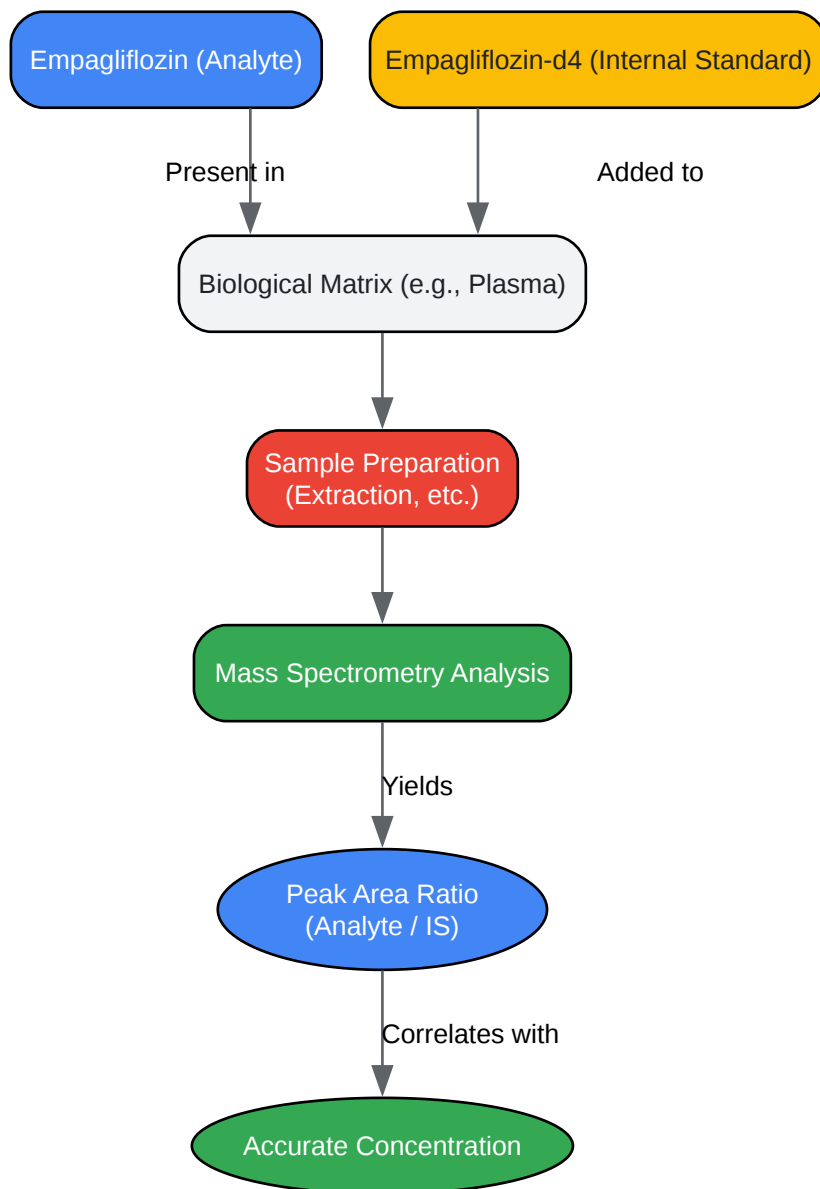 Empagliflozin (Analyte)
Empagliflozin-d4 (Internal Standard)
Present in
Added to
Biological Matrix (e.g., Plasma)
Sample Preparation
(Extraction, etc.)
Mass Spectrometry Analysis
Yields
Peak Area Ratio
(Analyte / IS)
Correlates with
Accurate Concentration